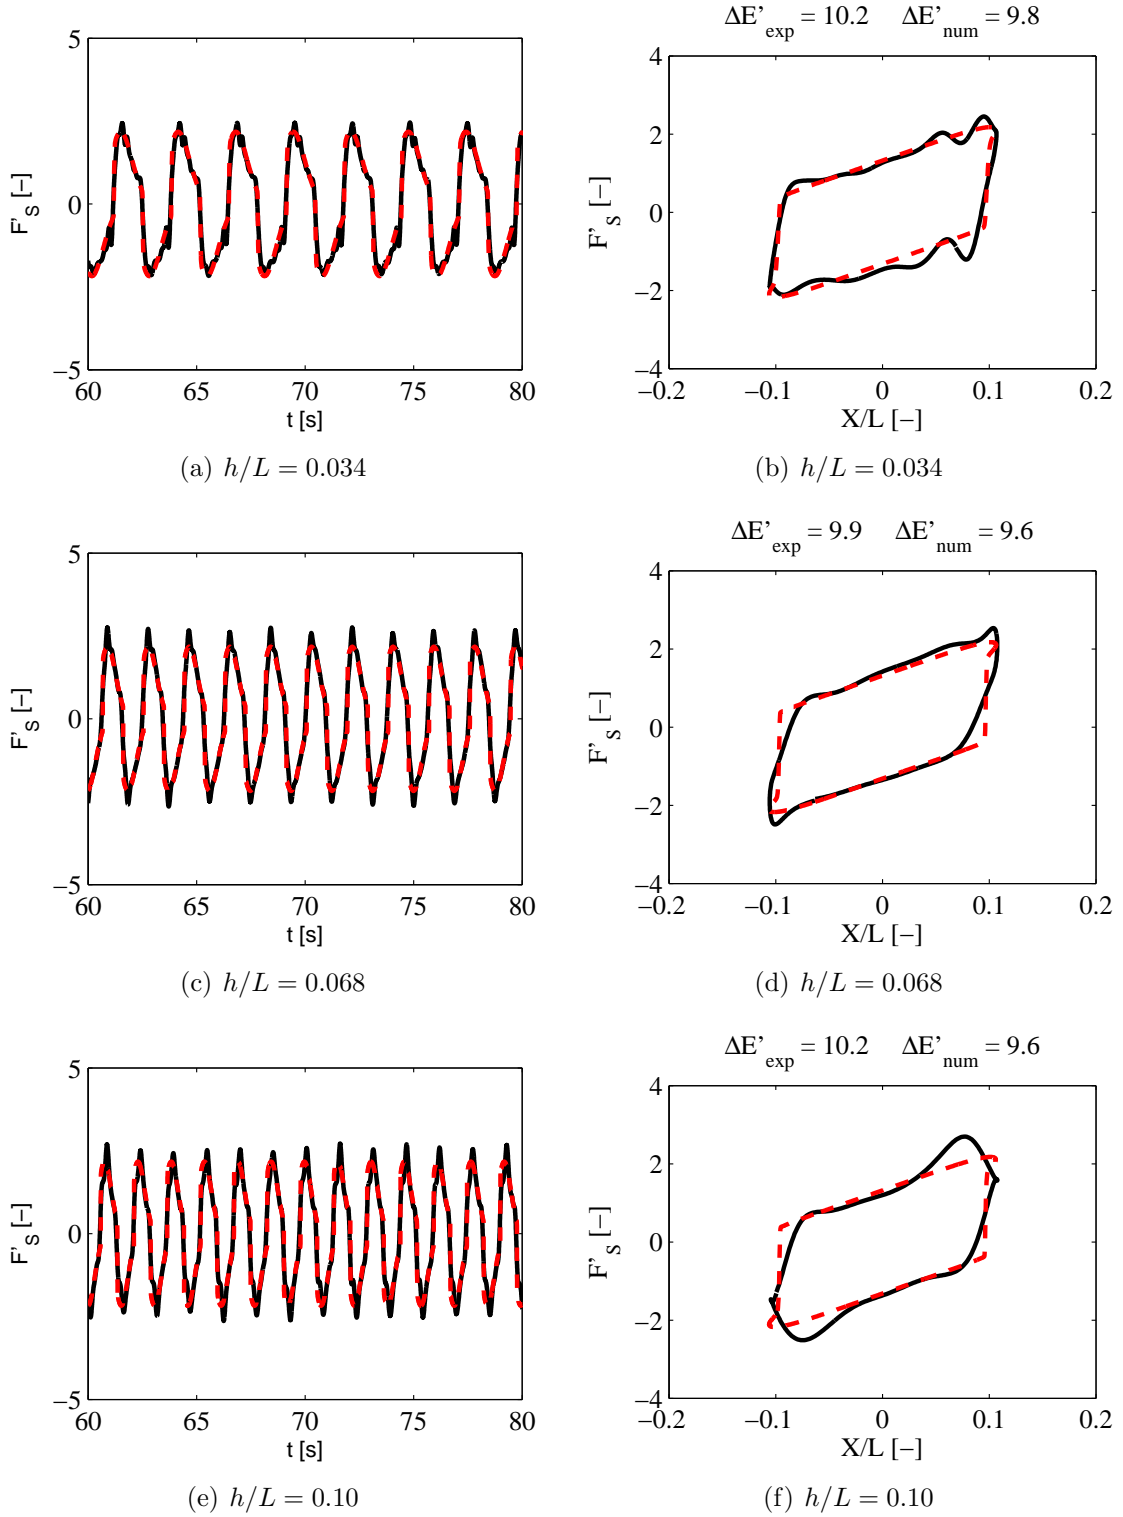 ΔE'exp = 10.2 ΔE'num = 9.8
5
0
−5
F'S [−]
60 65 70 75 80
t [s]
4
2
0
−2
−4
F'S [−]
−0.2 −0.1 0 0.1 0.2
X/L [−]
(a) h/L = 0.034
(b) h/L = 0.034
ΔE'exp = 9.9 ΔE'num = 9.6
5
0
−5
F'S [−]
60 65 70 75 80
t [s]
4
2
0
−2
−4
F'S [−]
−0.2 −0.1 0 0.1 0.2
X/L [−]
(c) h/L = 0.068
(d) h/L = 0.068
ΔE'exp = 10.2 ΔE'num = 9.6
5
0
−5
F'S [−]
60 65 70 75 80
t [s]
4
2
0
−2
−4
F'S [−]
−0.2 −0.1 0 0.1 0.2
X/L [−]
(e) h/L = 0.10
(f) h/L = 0.10